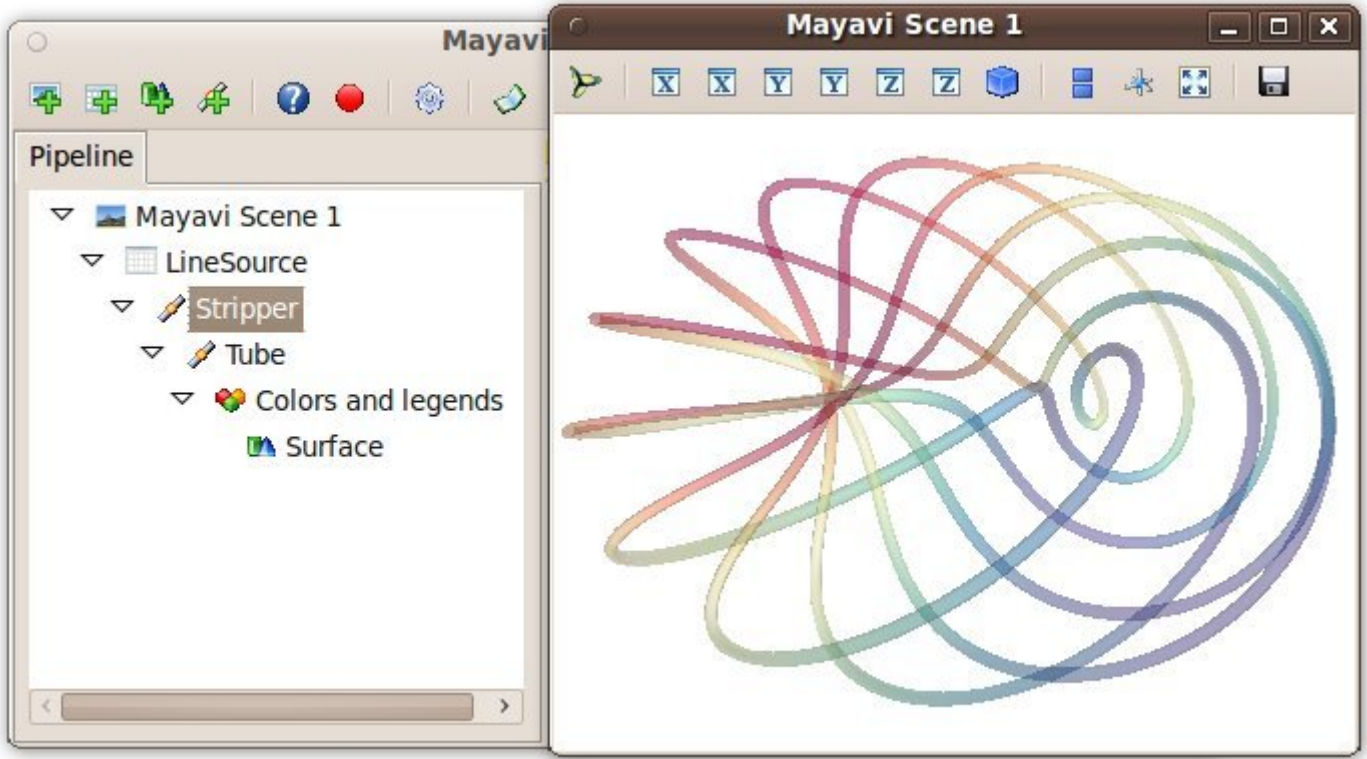 Mayavi
Mayavi Scene 1
X X Y Y Z Z
Pipeline
Mayavi Scene 1
LineSource
Stripper
Tube
Colors and legends
Surface